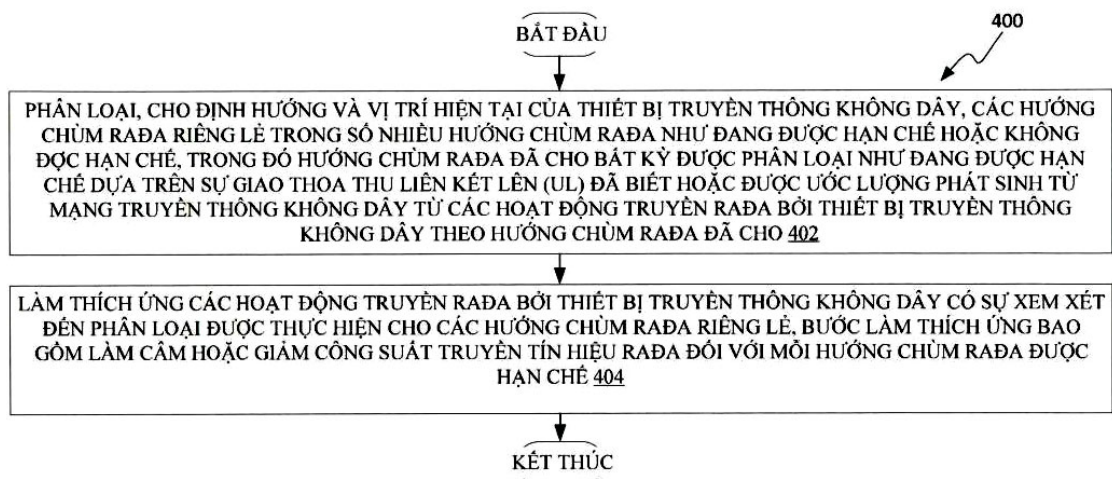 BẮT ĐẦU
400
PHÂN LOẠI, CHO ĐỊNH HƯỚNG VÀ VỊ TRÍ HIỆN TẠI CỦA THIẾT BỊ TRUYỀN THÔNG KHÔNG DÂY, CÁC HƯỚNG
CHÙM RAĐA RIÊNG LẺ TRONG SỐ NHIỀU HƯỚNG CHÙM RAĐA NHƯ ĐANG ĐƯỢC HẠN CHẾ HOẶC KHÔNG
ĐỢC HẠN CHẾ, TRONG ĐÓ HƯỚNG CHÙM RAĐA ĐÃ CHO BẤT KỲ ĐƯỢC PHÂN LOẠI NHƯ ĐANG ĐƯỢC HẠN
CHẾ DỰA TRÊN SỰ GIAO THOA THU LIÊN KẾT LÊN (UL) ĐÃ BIẾT HOẶC ĐƯỢC ƯỚC LƯỢNG PHÁT SINH TỪ
MẠNG TRUYỀN THÔNG KHÔNG DÂY TỪ CÁC HOẠT ĐỘNG TRUYỀN RAĐA BỞI THIẾT BỊ TRUYỀN THÔNG
KHÔNG DÂY THEO HƯỚNG CHÙM RAĐA ĐÃ CHO 402
LÀM THÍCH ỨNG CÁC HOẠT ĐỘNG TRUYỀN RAĐA BỞI THIẾT BỊ TRUYỀN THÔNG KHÔNG DÂY CÓ SỰ XEM XÉT
ĐẾN PHÂN LOẠI ĐƯỢC THỰC HIỆN CHO CÁC HƯỚNG CHÙM RAĐA RIÊNG LẺ, BƯỚC LÀM THÍCH ỨNG BAO
GỒM LÀM CÂM HOẶC GIẢM CÔNG SUẤT TRUYỀN TÍN HIỆU RAĐA ĐỐI VỚI MỖI HƯỚNG CHÙM RAĐA ĐƯỢC
HẠN CHẾ 404
KẾT THÚC